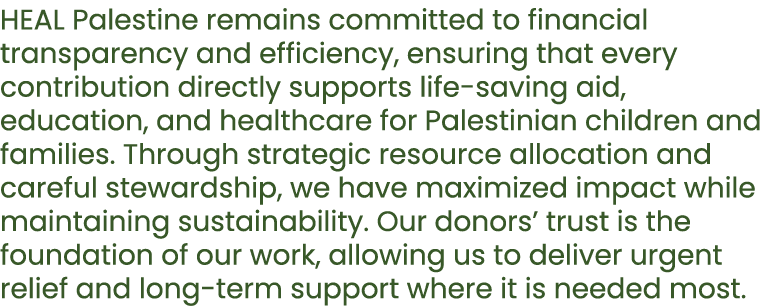 HEAL Palestine remains committed to financial
transparency and efficiency, ensuring that every
contribution directly supports life-saving aid,
education, and healthcare for Palestinian children and
families. Through strategic resource allocation and
careful stewardship, we have maximized impact while
maintaining sustainability. Our donors’ trust is the
foundation of our work, allowing us to deliver urgent
relief and long-term support where it is needed most.